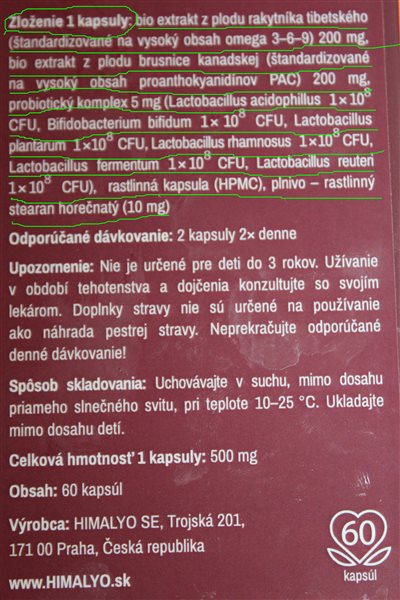 Zloženie 1 kapsuly: bio extrakt z plodu rakytníka tibetského
(štandardizované na vysoký obsah omega 3–6–9) 200 mg,
bio extrakt z plodu brusnice kanadskej (štandardizované
na vysoký obsah proanthokyanidínov PAC) 200 mg,
probiotický komplex 5 mg (Lactobacillus acidophillus 1×10⁸
CFU, Bifidobacterium bifidum 1× 10⁸ CFU, Lactobacillus
plantarum 1×10⁸ CFU, Lactobacillus rhamnosus 1×10⁸ CFU,
Lactobacillus fermentum 1×10⁸ CFU, Lactobacillus reuteri
1×10⁸ CFU), rastlinná kapsula (HPMC), plnivo – rastlinný
stearan horečnatý (10 mg)
Odporúčané dávkovanie: 2 kapsuly 2× denne
Upozornenie: Nie je určené pre deti do 3 rokov. Užívanie
v období tehotenstva a dojčenia konzultujte so svojím
lekárom. Doplnky stravy nie sú určené na používanie
ako náhrada pestrej stravy. Neprekračujte odporúčané
denné dávkovanie!
Spôsob skladovania: Uchovávajte v suchu, mimo dosahu
priameho slnečného svitu, pri teplote 10–25 °C. Ukladajte
mimo dosahu detí.
Celková hmotnosť 1 kapsuly: 500 mg
Obsah: 60 kapsúl
Výrobca: HIMALYO SE, Trojská 201,
171 00 Praha, Česká republika
www.HIMALYO.sk
60
kapsúl